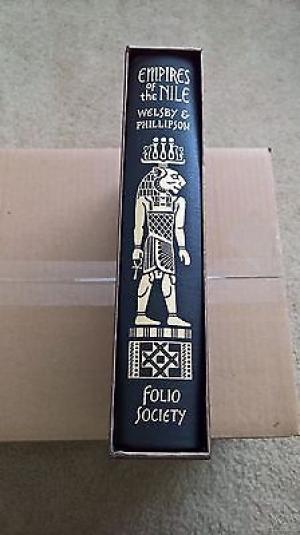 EMPIRES
of
the NILE
WELSBY &
PHILLIPSON
FOLIO
SOCIETY